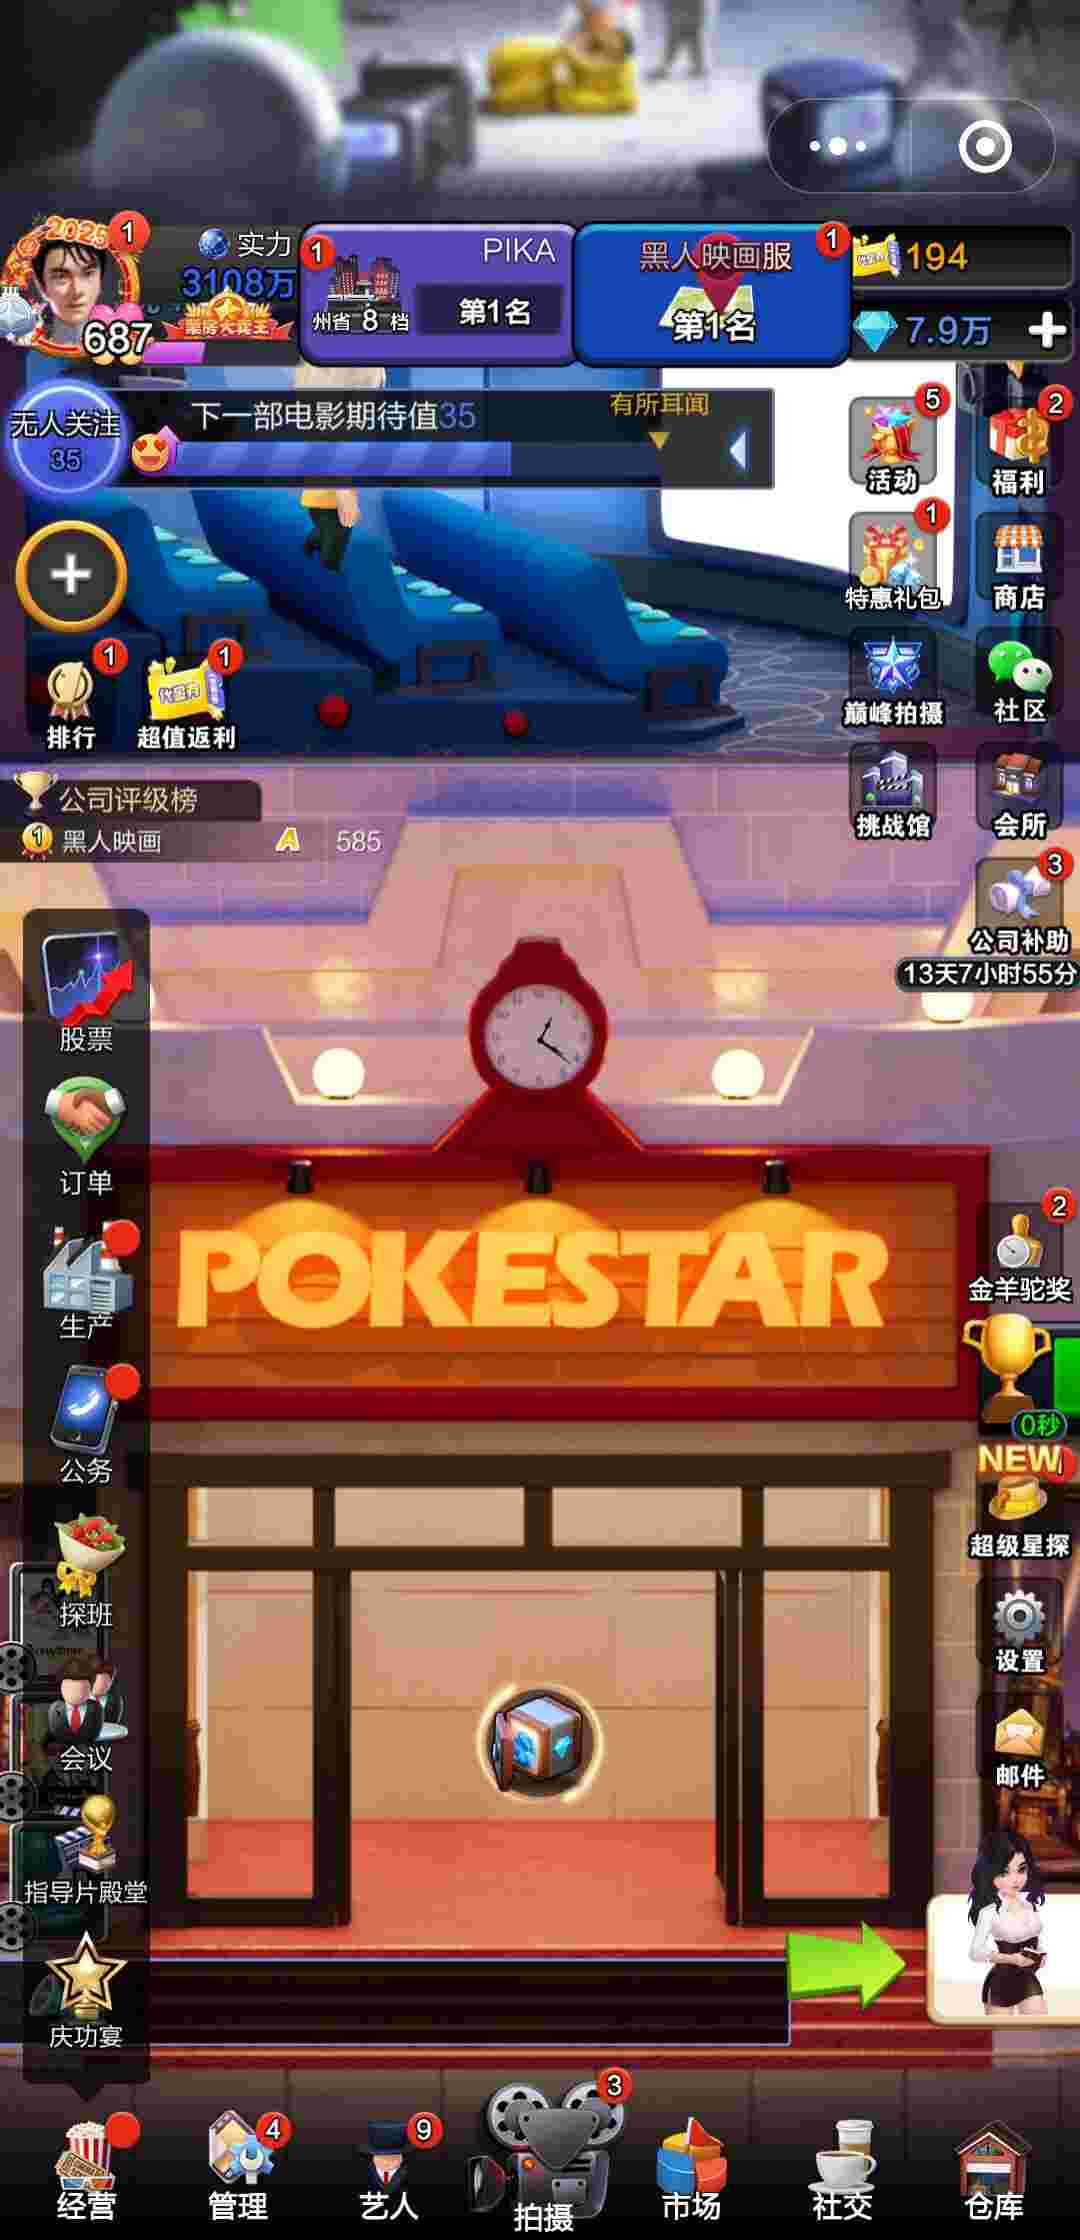 2025
1
实力
3108万
687
票房大赢家
1
PIKA
州省 8 档
第1名
1
黑人映画服
第1名
194
7.9万
无人关注
35
下一部电影期待值35
有所耳闻
5
活动
2
福利
1
特惠礼包
商店
1
排行
1
超值返利
巅峰拍摄
社区
挑战馆
会所
公司评级榜
1
黑人映画
A
585
3
公司补助
13天7小时55分
股票
订单
生产
公务
探班
会议
指导片殿堂
庆功宴
POKESTAR
2
金羊驼奖
0秒
NEW
超级星探
设置
邮件
经营
4
管理
9
艺人
3
拍摄
市场
社交
仓库